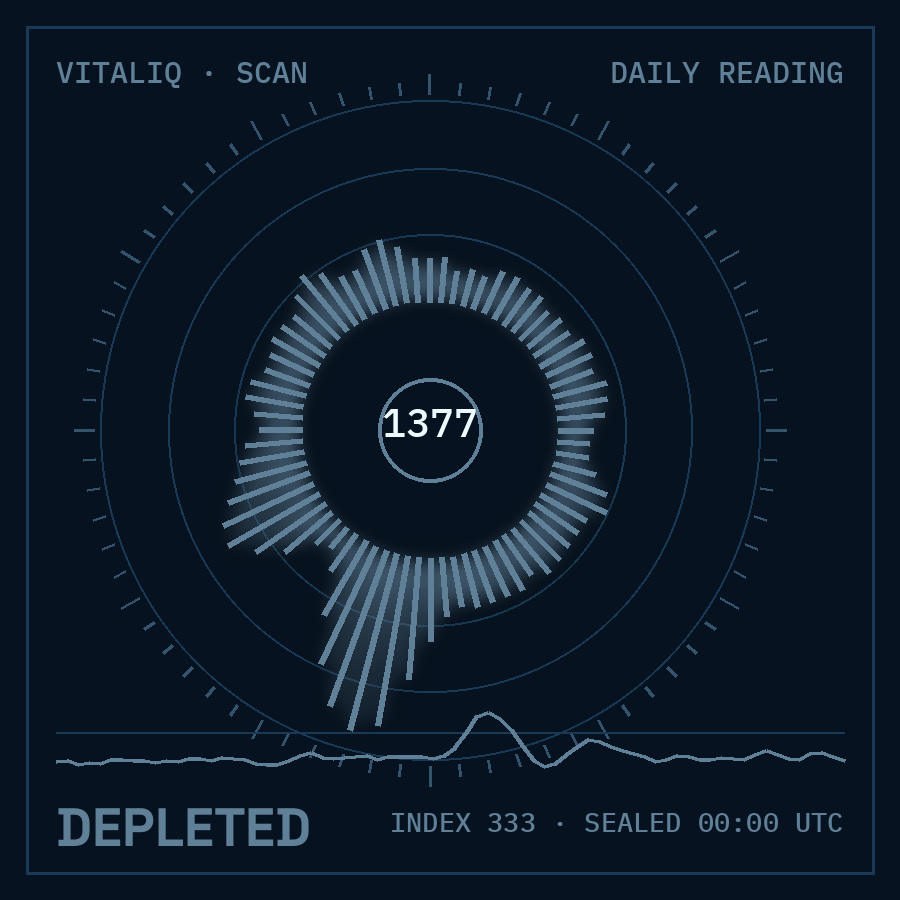 VITALIQ · SCAN
DAILY READING
1377
DEPLETED
INDEX 333 · SEALED 00:00 UTC